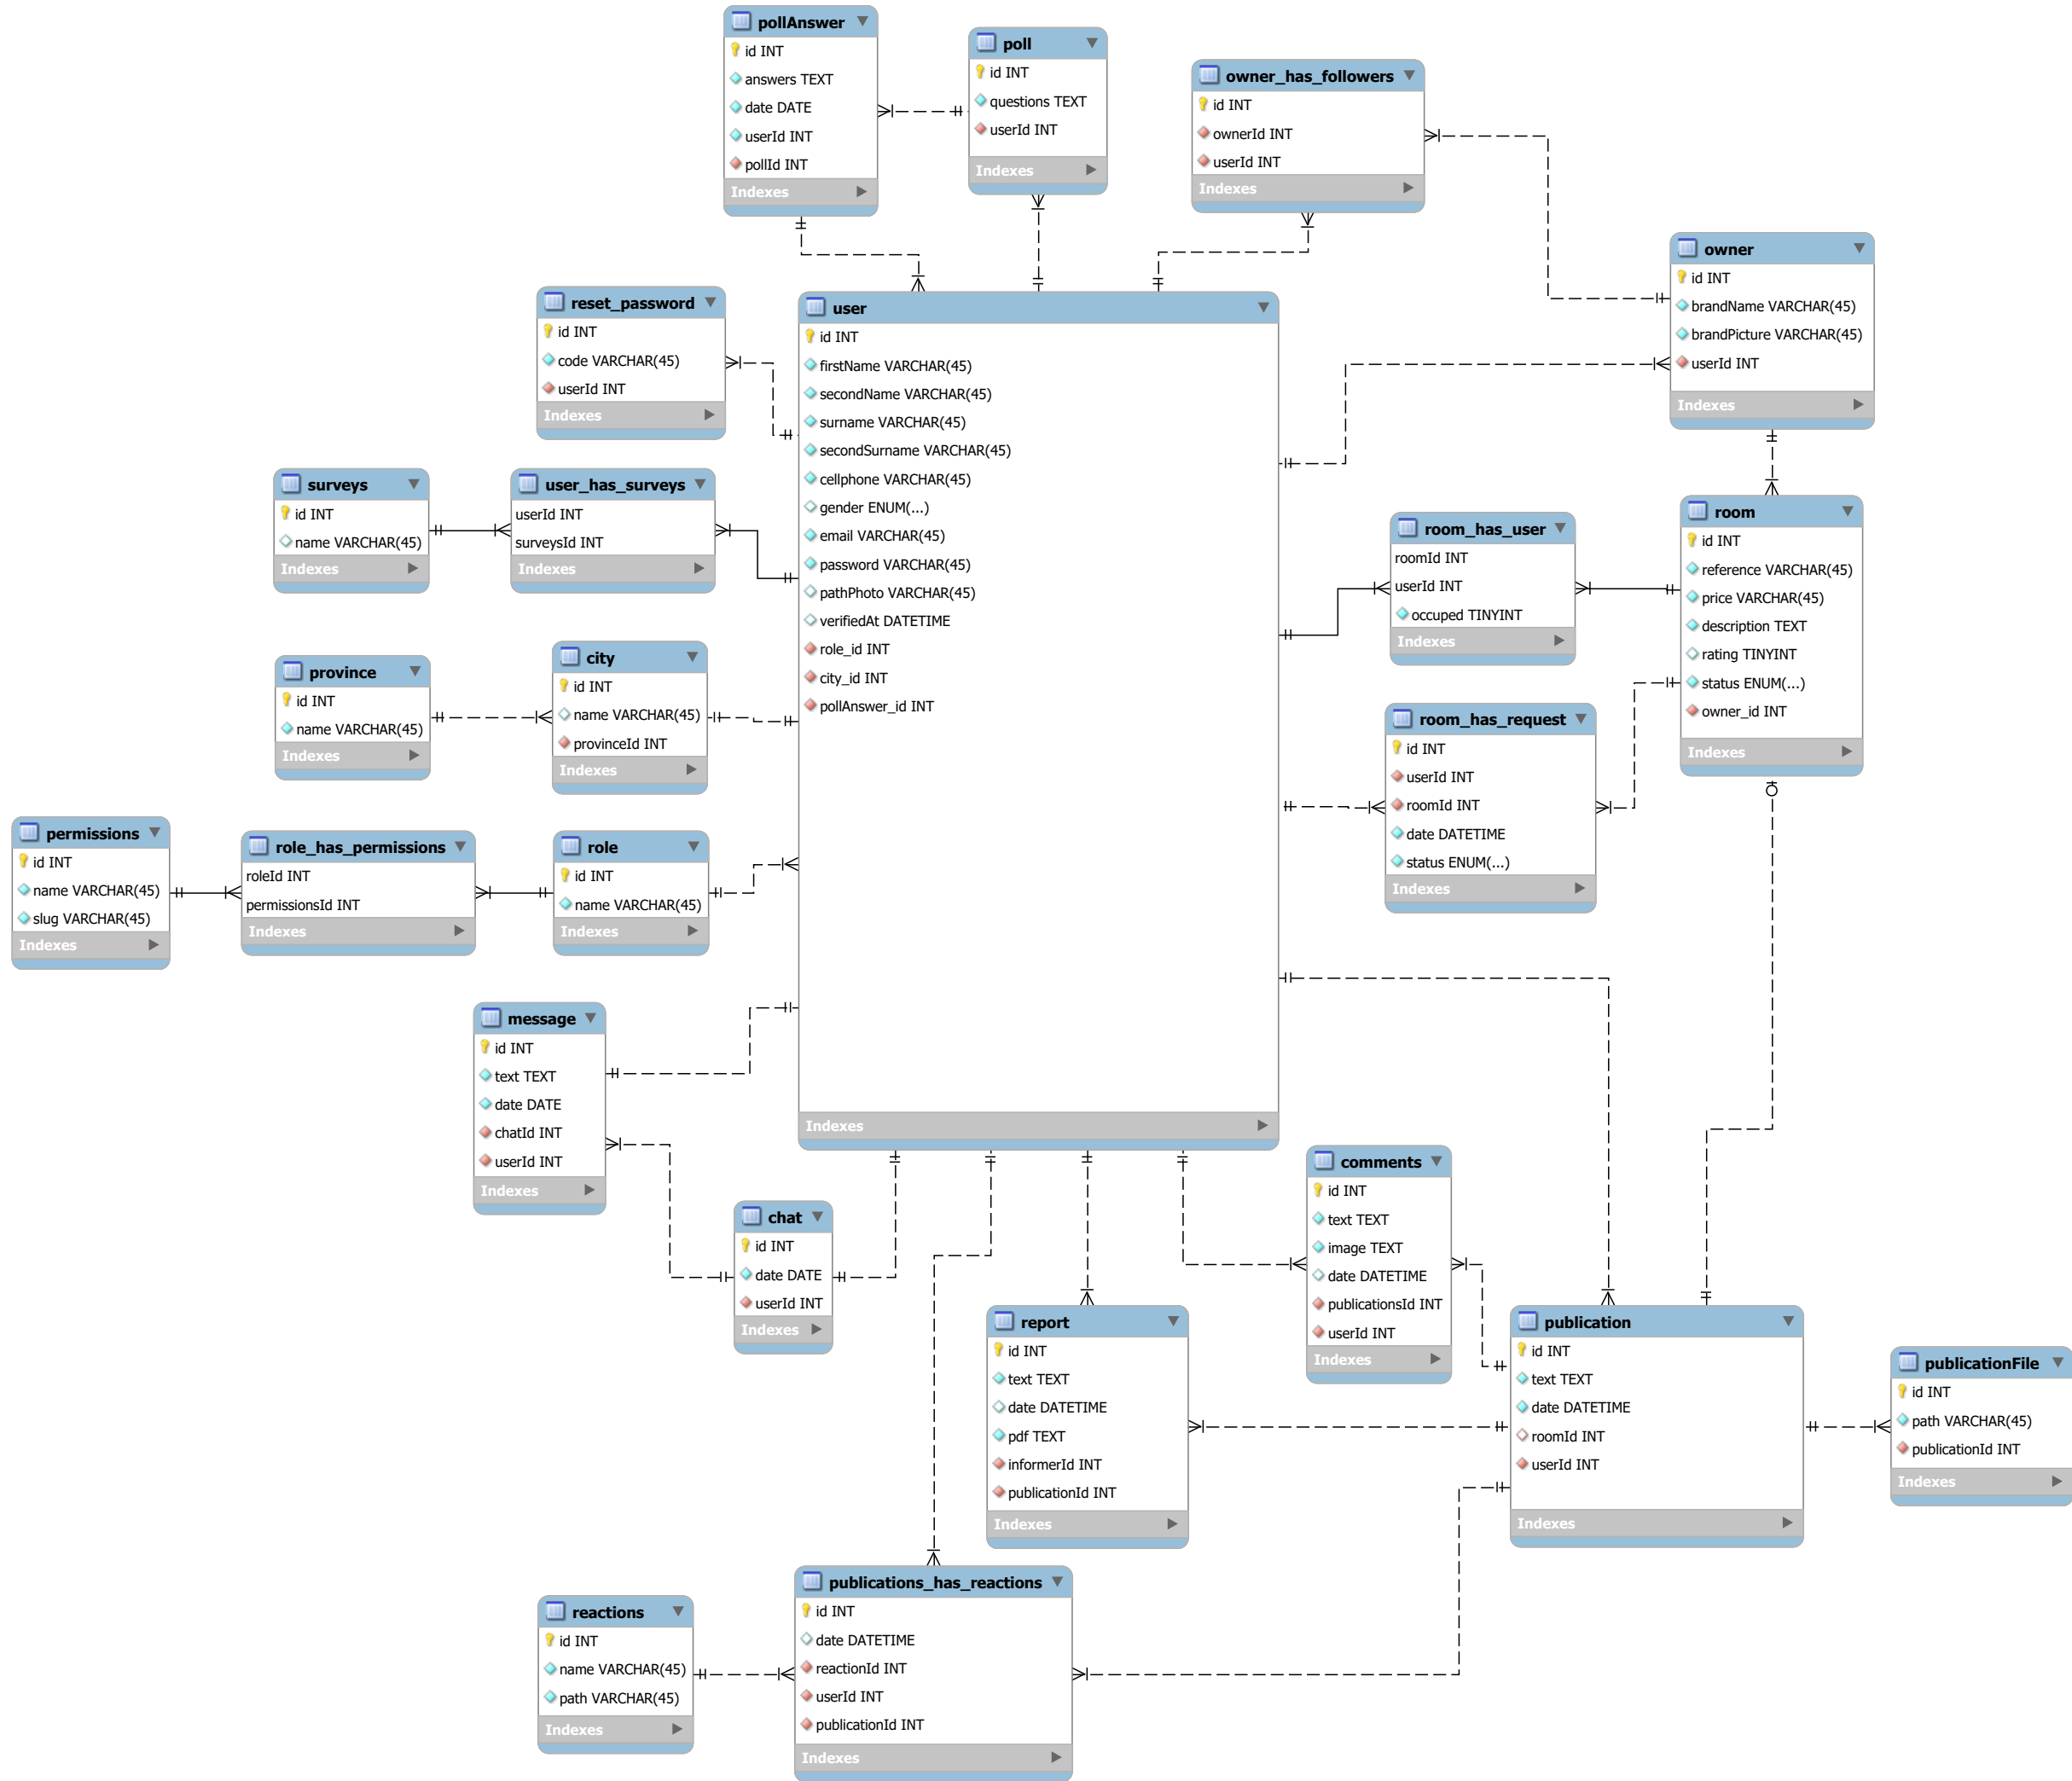 pollAnswer
id INT
answers TEXT
date DATE
userId INT
pollId INT
Indexes
poll
id INT
questions TEXT
userId INT
Indexes
owner_has_followers
id INT
ownerId INT
userId INT
Indexes
owner
id INT
brandName VARCHAR(45)
brandPicture VARCHAR(45)
userId INT
Indexes
reset_password
id INT
code VARCHAR(45)
userId INT
Indexes
user
id INT
firstName VARCHAR(45)
secondName VARCHAR(45)
surname VARCHAR(45)
secondSurname VARCHAR(45)
cellphone VARCHAR(45)
gender ENUM(...)
email VARCHAR(45)
password VARCHAR(45)
pathPhoto VARCHAR(45)
verifiedAt DATETIME
role_id INT
city_id INT
pollAnswer_id INT
Indexes
surveys
id INT
name VARCHAR(45)
Indexes
user_has_surveys
userId INT
surveysId INT
Indexes
room_has_user
roomId INT
userId INT
occuped TINYINT
Indexes
room
id INT
reference VARCHAR(45)
price VARCHAR(45)
description TEXT
rating TINYINT
status ENUM(...)
owner_id INT
Indexes
province
id INT
name VARCHAR(45)
Indexes
city
id INT
name VARCHAR(45)
provinceId INT
Indexes
room_has_request
id INT
userId INT
roomId INT
date DATETIME
status ENUM(...)
Indexes
permissions
id INT
name VARCHAR(45)
slug VARCHAR(45)
Indexes
role_has_permissions
roleId INT
permissionsId INT
Indexes
role
id INT
name VARCHAR(45)
Indexes
message
id INT
text TEXT
date DATE
chatId INT
userId INT
Indexes
chat
id INT
date DATE
userId INT
Indexes
comments
id INT
text TEXT
image TEXT
date DATETIME
publicationsId INT
userId INT
Indexes
report
id INT
text TEXT
date DATETIME
pdf TEXT
informerId INT
publicationId INT
Indexes
publication
id INT
text TEXT
date DATETIME
roomId INT
userId INT
Indexes
publicationFile
id INT
path VARCHAR(45)
publicationId INT
Indexes
reactions
id INT
name VARCHAR(45)
path VARCHAR(45)
Indexes
publications_has_reactions
id INT
date DATETIME
reactionId INT
userId INT
publicationId INT
Indexes